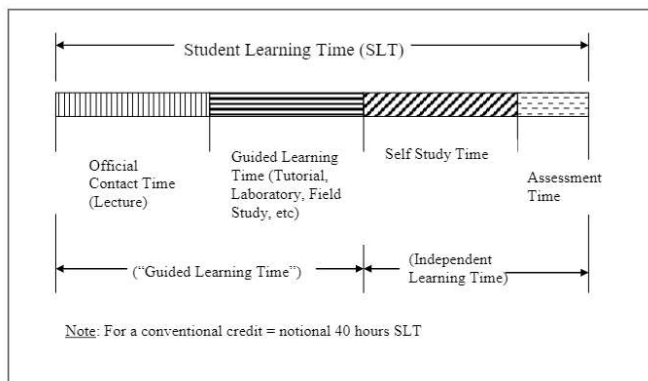 Student Learning Time (SLT)
Official
Contact Time
(Lecture)
Guided Learning
Time (Tutorial,
Laboratory, Field
Study, etc)
Self Study Time
Assessment
Time
("Guided Learning Time")
(Independent
Learning Time)
Note: For a conventional credit = notional 40 hours SLT